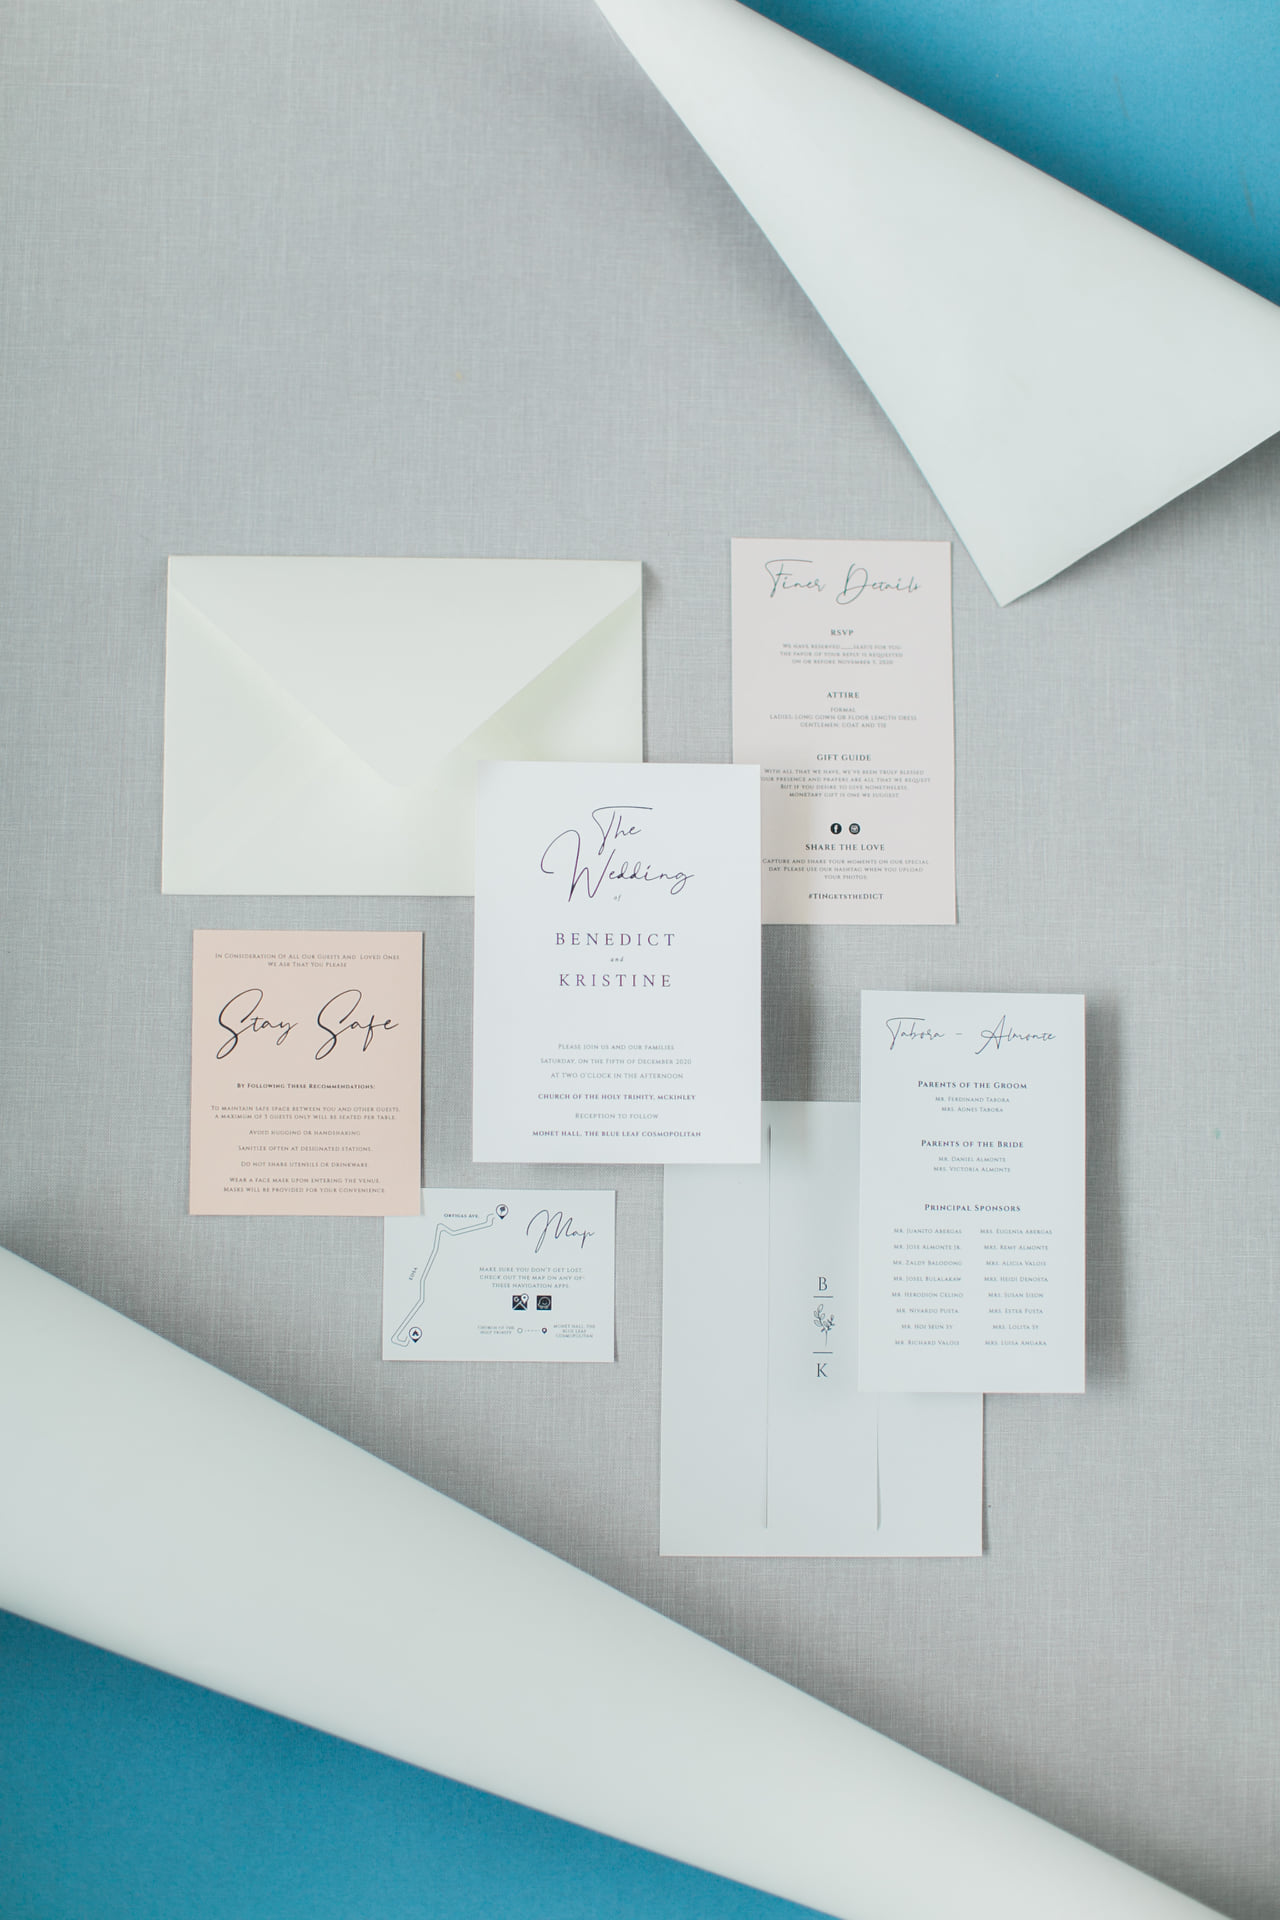 Finer Details
RSVP
WE HAVE RESERVED ___ SEATS FOR YOU.
THE FAVOR OF YOUR REPLY IS REQUESTED
ON OR BEFORE NOVEMBER 5, 2020
ATTIRE
FORMAL
LADIES: LONG GOWN OR FLOOR LENGTH DRESS
GENTLEMEN: COAT AND TIE
GIFT GUIDE
WITH ALL THAT WE HAVE, WE'VE BEEN TRULY BLESSED
YOUR PRESENCE AND PRAYERS ARE ALL THAT WE REQUEST
BUT IF YOU DESIRE TO GIVE NONETHELESS,
MONETARY GIFT IS ONE WE SUGGEST.
SHARE THE LOVE
CAPTURE AND SHARE YOUR MOMENTS ON OUR SPECIAL
DAY. PLEASE USE OUR HASHTAG WHEN YOU UPLOAD
YOUR PHOTOS.
#TINGETSTHEDICT
The
Wedding
of
BENEDICT
and
KRISTINE
PLEASE JOIN US AND OUR FAMILIES
SATURDAY, ON THE FIFTH OF DECEMBER 2020
AT TWO O'CLOCK IN THE AFTERNOON
CHURCH OF THE HOLY TRINITY, MCKINLEY
RECEPTION TO FOLLOW
MONET HALL, THE BLUE LEAF COSMOPOLITAN
IN CONSIDERATION OF ALL OUR GUESTS AND LOVED ONES
WE ASK THAT YOU PLEASE
Stay Safe
BY FOLLOWING THESE RECOMMENDATIONS:
TO MAINTAIN SAFE SPACE BETWEEN YOU AND OTHER GUESTS,
A MAXIMUM OF 5 GUESTS ONLY WILL BE SEATED PER TABLE.
AVOID HUGGING OR HANDSHAKING
SANITIZE OFTEN AT DESIGNATED STATIONS.
DO NOT SHARE UTENSILS OR DRINKWARE
WEAR A FACE MASK UPON ENTERING THE VENUE.
MASKS WILL BE PROVIDED FOR YOUR CONVENIENCE.
Tabora - Almonte
PARENTS OF THE GROOM
MR. FERDINAND TABORA
MRS. AGNES TABORA
PARENTS OF THE BRIDE
MR. DANIEL ALMONTE
MRS. VICTORIA ALMONTE
PRINCIPAL SPONSORS
MR. JUANITO ABERGAS MRS. EUGENIA ABERGAS
MR. JOSE ALMONTE JR. MRS. REMY ALMONTE
MR. ZALDY BALODONG MRS. ALICIA VALOIS
MR. JOSEL BULALAKAW MRS. HEIDI DENOSTA
MR. HERODION CELINO MRS. SUSAN SISON
MR. NIVARDO PUSTA MRS. ESTER PUSTA
MR. HOI SEUN SY MRS. LOLITA SY
MR. RICHARD VALOIS MRS. LUISA
ORTIGAS AVE.
EDSA
Map
MAKE SURE YOU DON'T GET LOST,
CHECK OUT THE MAP ON ANY OF
THESE NAVIGATION APPS.
CHURCH OF THE
HOLY TRINITY
MONET HALL, THE
BLUE LEAF
COSMOPOLITAN
B
K